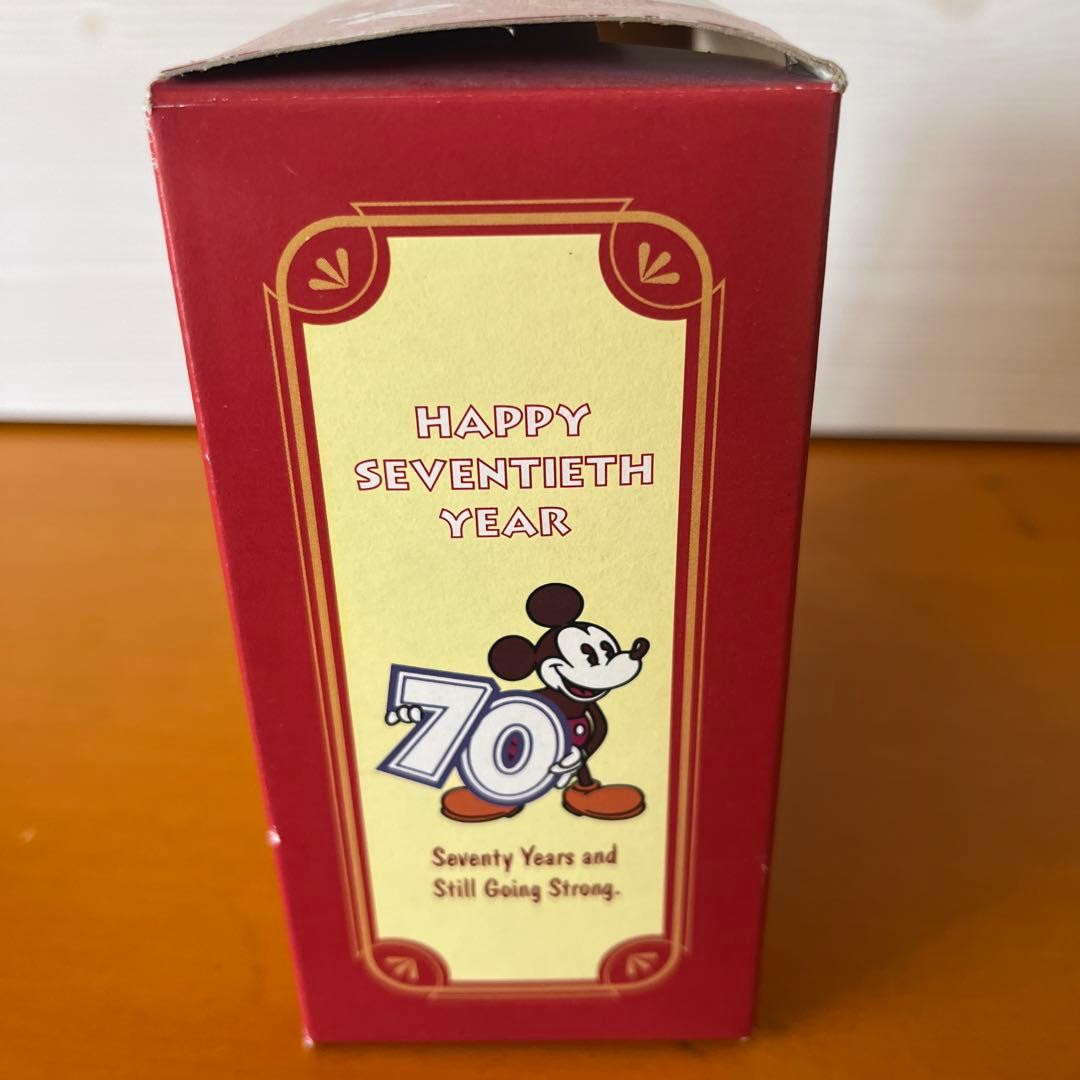 HAPPY
SEVENTIETH
YEAR
70
Seventy Years and
Still Going Strong.